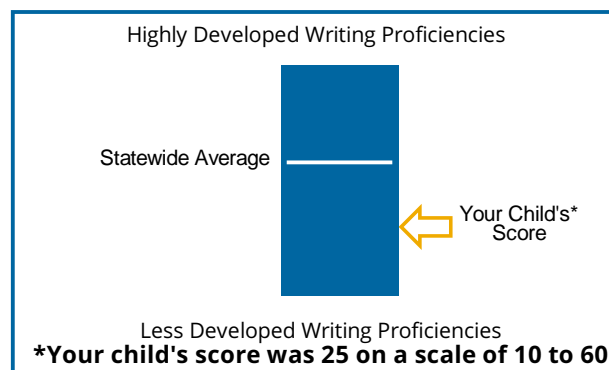 Highly Developed Writing Proficiencies
Statewide Average
Your Child's*
Score
Less Developed Writing Proficiencies
*Your child's score was 25 on a scale of 10 to 60